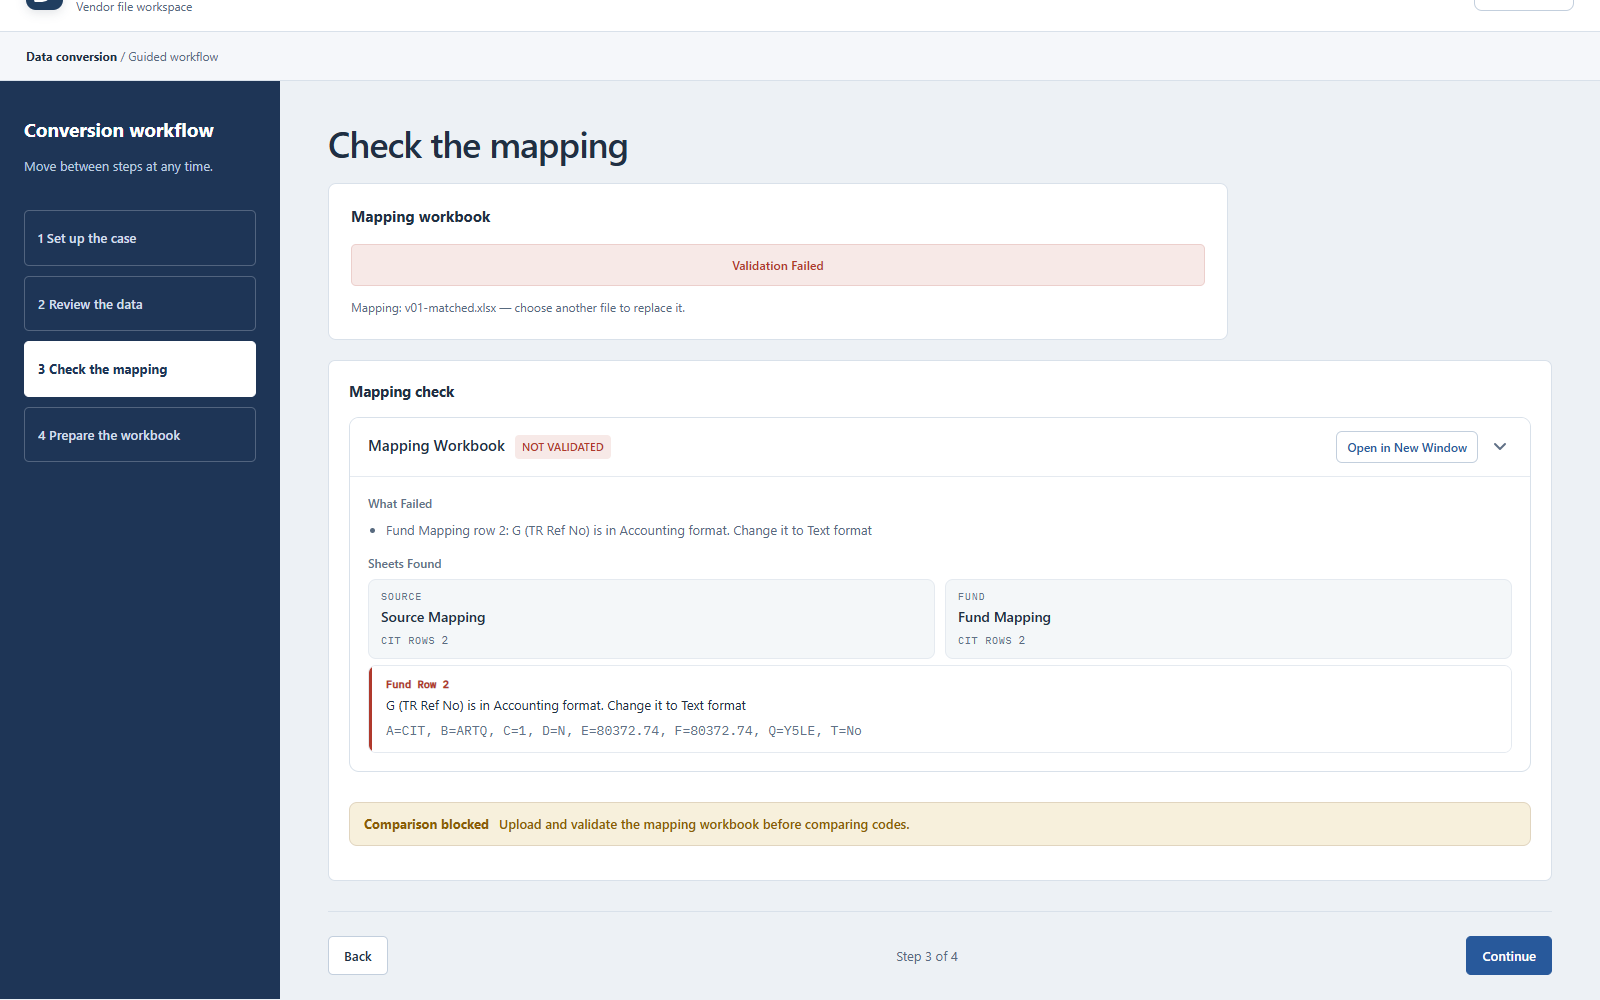 Vendor file workspace
Data conversion / Guided workflow
Conversion workflow
Move between steps at any time.
1 Set up the case
2 Review the data
3 Check the mapping
4 Prepare the workbook
Check the mapping
Mapping workbook
Validation Failed
Mapping: v01-matched.xlsx — choose another file to replace it.
Mapping check
Mapping Workbook NOT VALIDATED
Open in New Window
What Failed
• Fund Mapping row 2: G (TR Ref No) is in Accounting format. Change it to Text format
Sheets Found
SOURCE
Source Mapping
CIT ROWS 2
FUND
Fund Mapping
CIT ROWS 2
Fund Row 2
G (TR Ref No) is in Accounting format. Change it to Text format
A=CIT, B=ARTQ, C=1, D=N, E=80372.74, F=80372.74, Q=Y5LE, T=No
Comparison blocked Upload and validate the mapping workbook before comparing codes.
Back
Step 3 of 4
Continue